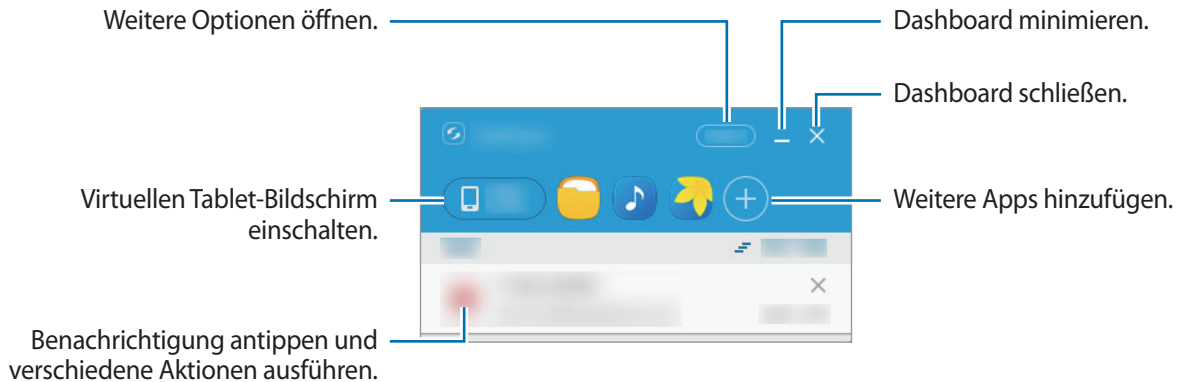 Weitere Optionen öffnen.
Dashboard minimieren.
Dashboard schließen.
Virtuellen Tablet-Bildschirm
einschalten.
Weitere Apps hinzufügen.
Benachrichtigung antippen und
verschiedene Aktionen ausführen.